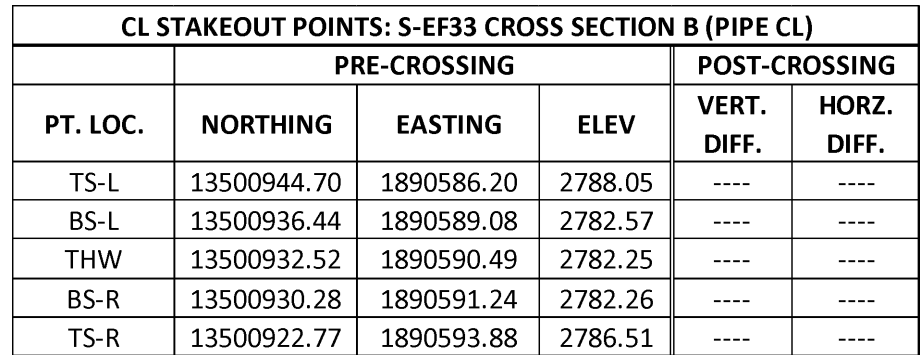 CL STAKEOUT POINTS: S-EF33 CROSS SECTION B (PIPE CL)
PRE-CROSSING POST-CROSSING
PT. LOC. NORTHING EASTING ELEV VERT. DIFF. HORZ. DIFF.
TS-L 13500944.70 1890586.20 2788.05 ---- ----
BS-L 13500936.44 1890589.08 2782.57 ---- ----
THW 13500932.52 1890590.49 2782.25 ---- ----
BS-R 13500930.28 1890591.24 2782.26 ---- ----
TS-R 13500922.77 1890593.88 2786.51 ---- ----